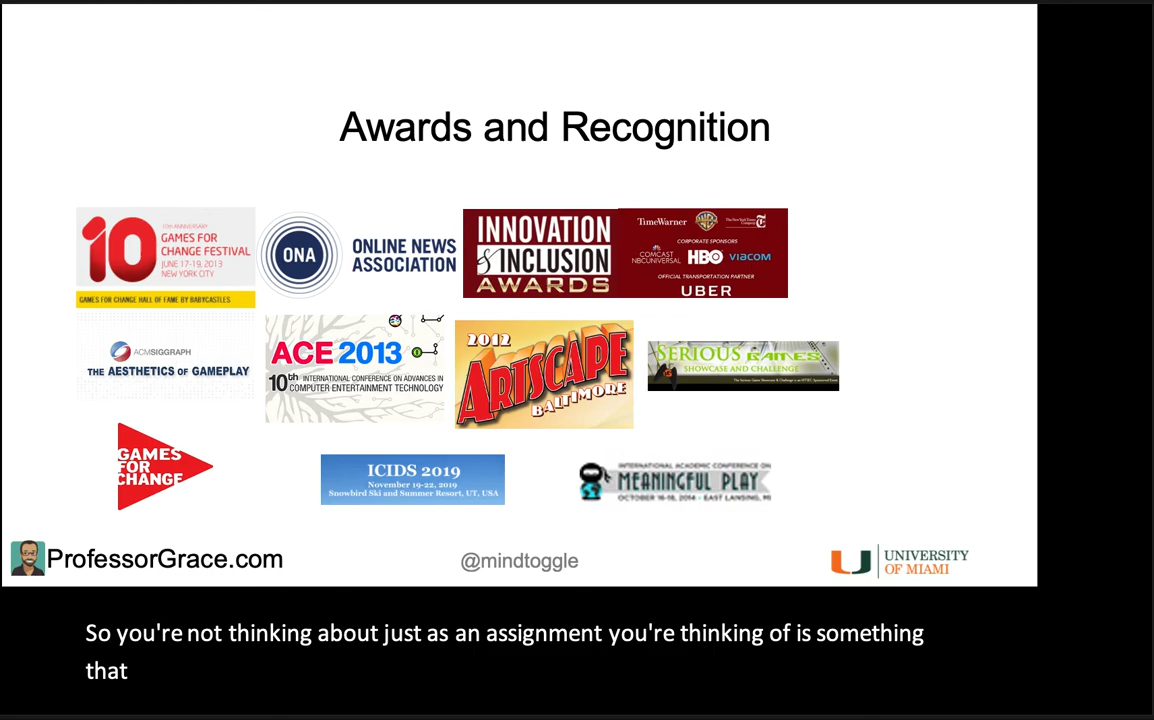 Awards and Recognition
10
10TH ANNIVERSARY
GAMES FOR
CHANGE FESTIVAL
JUNE 17-19, 2013
NEW YORK CITY
GAMES FOR CHANGE HALL OF FAME BY BABYCASTLES
ONA
ONLINE NEWS
ASSOCIATION
INNOVATION
& INCLUSION
AWARDS
TimeWarner
The New York Times
Company
CORPORATE SPONSORS
COMCAST
NBCUNIVERSAL
HBO
VIACOM
OFFICIAL TRANSPORTATION PARTNER
UBER
ACMSIGGRAPH
THE AESTHETICS OF GAMEPLAY
ACE 2013
10th INTERNATIONAL CONFERENCE ON ADVANCES IN
COMPUTER ENTERTAINMENT TECHNOLOGY
2012
ARTSCAPE
BALTIMORE
SERIOUS GAMES
SHOWCASE AND CHALLENGE
GAMES
FOR
CHANGE
ICIDS 2019
November 19-22, 2019
Snowbird Ski and Summer Resort, UT, USA
INTERNATIONAL ACADEMIC CONFERENCE ON
MEANINGFUL PLAY
OCTOBER 16-18, 2014 - EAST LANSING, MI
ProfessorGrace.com
@mindtoggle
UNIVERSITY
OF MIAMI
So you're not thinking about just as an assignment you're thinking of is something
that